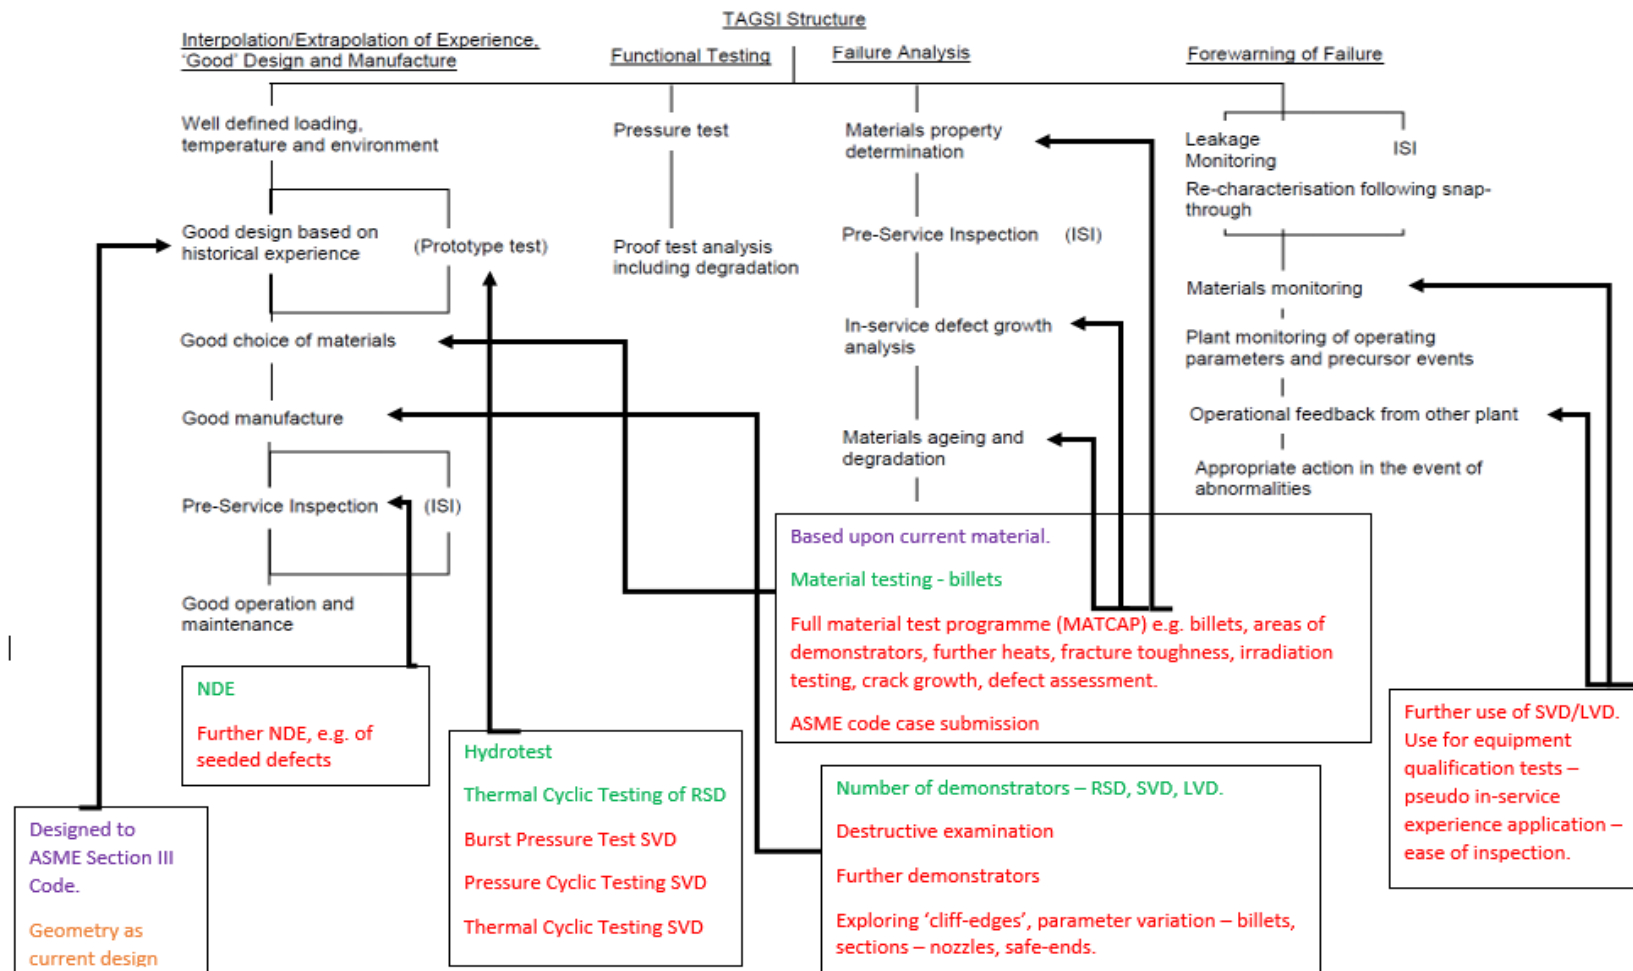 TAGSI Structure
Interpolation/Extrapolation of Experience,
'Good' Design and Manufacture
Well defined loading,
temperature and environment
Good design based on
historical experience
(Prototype test)
Good choice of materials
Good manufacture
Pre-Service Inspection
(ISI)
Good operation and
maintenance
Functional Testing
Pressure test
Proof test analysis
including degradation
Failure Analysis
Materials property
determination
Pre-Service Inspection
(ISI)
In-service defect growth
analysis
Materials ageing and
degradation
Forewarning of Failure
Leakage
Monitoring
ISI
Re-characterisation following snap-
through
Materials monitoring
Plant monitoring of operating
parameters and precursor events
Operational feedback from other plant
Appropriate action in the event of
abnormalities
Based upon current material.
Material testing - billets
Full material test programme (MATCAP) e.g. billets, areas of
demonstrators, further heats, fracture toughness, irradiation
testing, crack growth, defect assessment.
ASME code case submission
NDE
Further NDE, e.g. of
seeded defects
Hydrotest
Thermal Cyclic Testing of RSD
Burst Pressure Test SVD
Pressure Cyclic Testing SVD
Thermal Cyclic Testing SVD
Number of demonstrators – RSD, SVD, LVD.
Destructive examination
Further demonstrators
Exploring 'cliff-edges', parameter variation – billets,
sections – nozzles, safe-ends.
Further use of SVD/LVD.
Use for equipment
qualification tests –
pseudo in-service
experience application –
ease of inspection.
Designed to
ASME Section III
Code.
Geometry as
current design